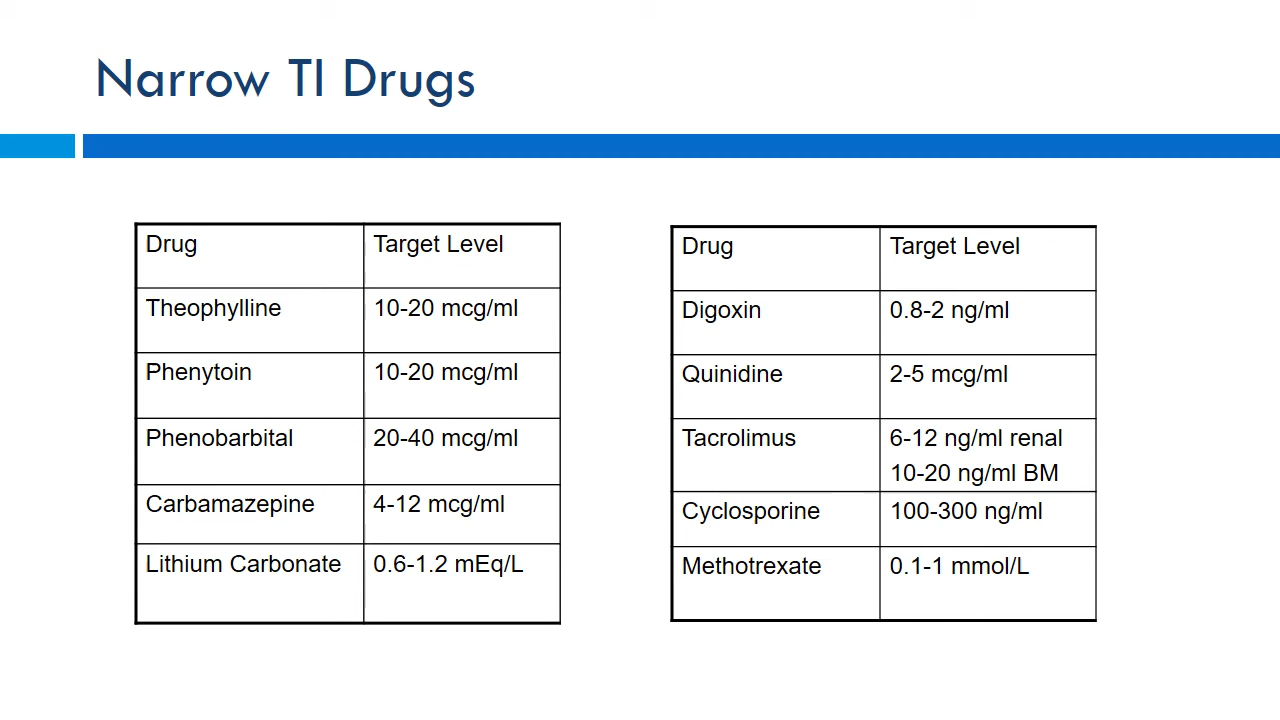 Narrow TI Drugs
Drug Target Level
Theophylline 10-20 mcg/ml
Phenytoin 10-20 mcg/ml
Phenobarbital 20-40 mcg/ml
Carbamazepine 4-12 mcg/ml
Lithium Carbonate 0.6-1.2 mEq/L
Drug Target Level
Digoxin 0.8-2 ng/ml
Quinidine 2-5 mcg/ml
Tacrolimus 6-12 ng/ml renal
10-20 ng/ml BM
Cyclosporine 100-300 ng/ml
Methotrexate 0.1-1 mmol/L